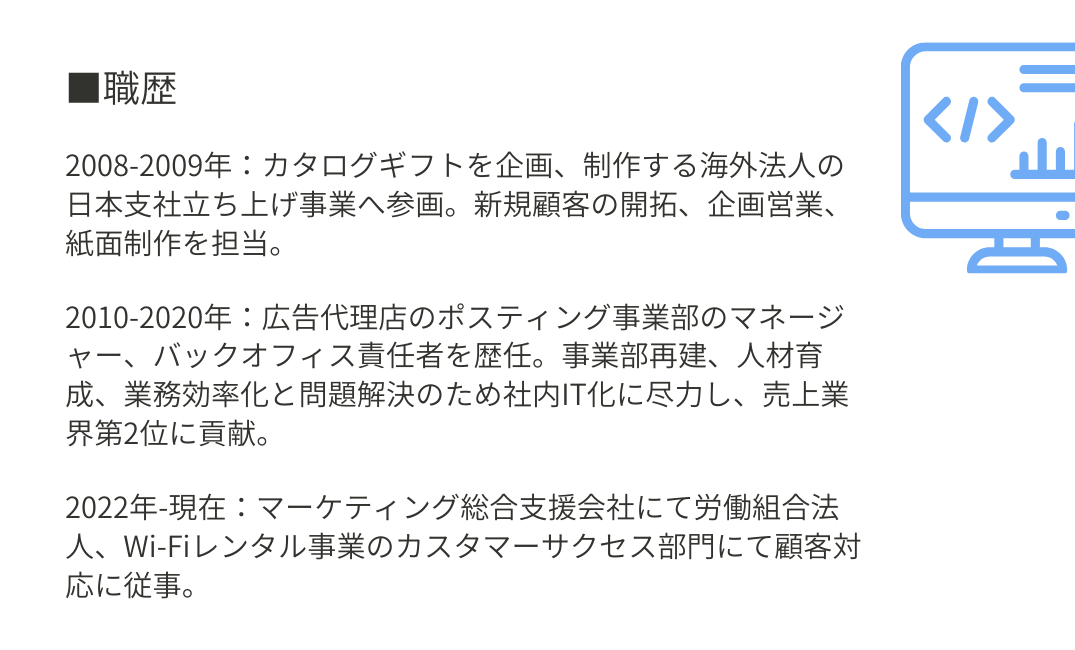 ■職歴
2008-2009年：カタログギフトを企画、制作する海外法人の
日本支社立ち上げ事業へ参画。新規顧客の開拓、企画営業、
紙面制作を担当。
2010-2020年：広告代理店のポスティング事業部のマネージ
ャー、バックオフィス責任者を歴任。事業部再建、人材育
成、業務効率化と問題解決のため社内IT化に尽力し、売上業
界第2位に貢献。
2022年-現在：マーケティング総合支援会社にて労働組合法
人、Wi-Fiレンタル事業のカスタマーサクセス部門にて顧客対
応に従事。